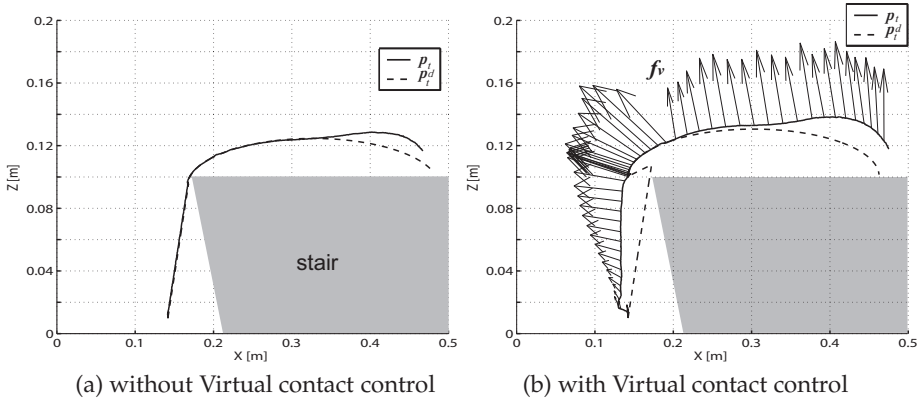 0.2
0.16
0.12
0.08
0.04
0
Z [m]
0
0.1
0.2
0.3
0.4
0.5
X [m]
p_t
p_t^d
stair
(a) without Virtual contact control
0.2
0.16
0.12
0.08
0.04
0
Z [m]
0
0.1
0.2
0.3
0.4
0.5
X [m]
p_t
p_t^d
f_v
(b) with Virtual contact control